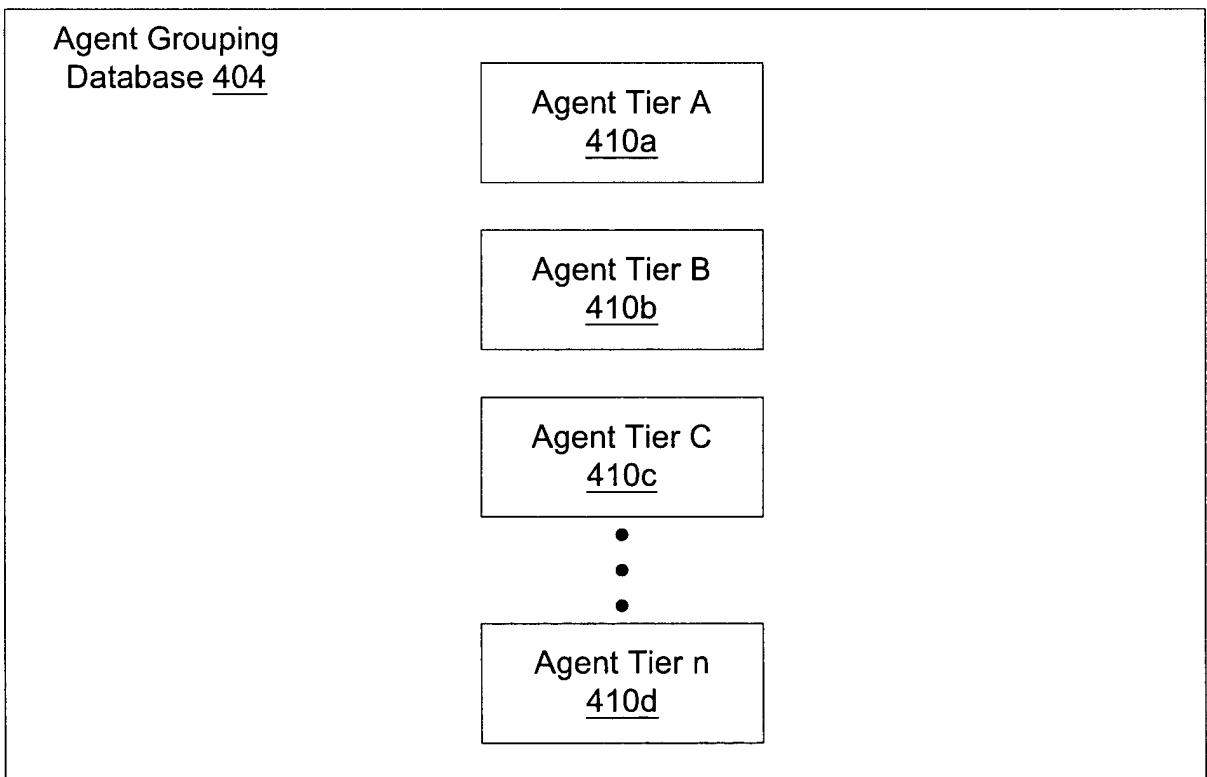 Agent Grouping
Database 404
Agent Tier A
410a
Agent Tier B
410b
Agent Tier C
410c
Agent Tier n
410d